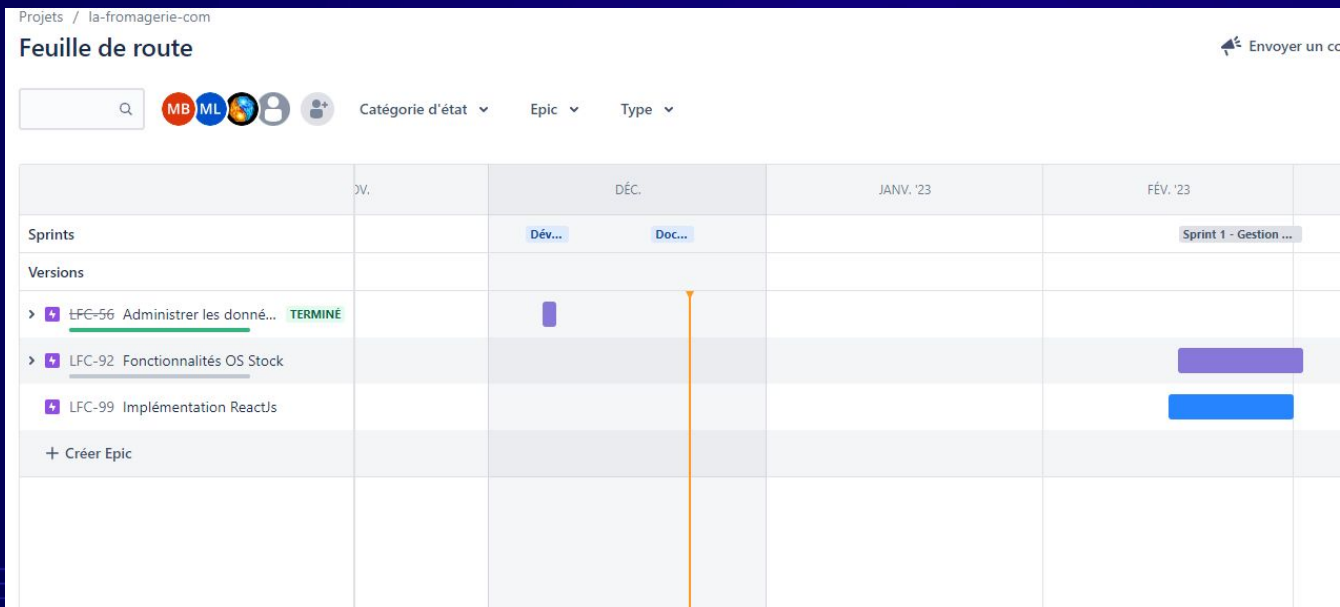 Projets / la-fromagerie-com
Feuille de route
Envoyer un co
MB ML Catégorie d'état Epic Type
OV. DÉC. JANV. '23 FÉV. '23
Sprints Dév... Doc... Sprint 1 - Gestion ...
Versions
LFC-56 Administrer les donné... TERMINÉ
LFC-92 Fonctionnalités OS Stock
LFC-99 Implémentation ReactJs
+ Créer Epic